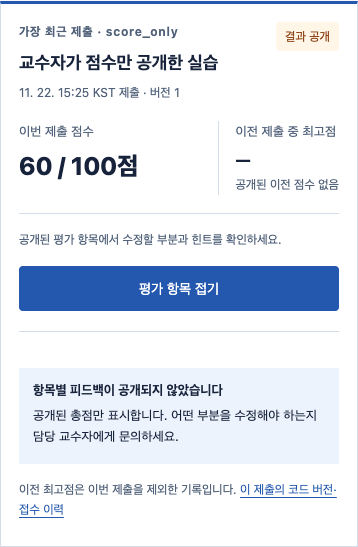 가장 최근 제출 · score_only
결과 공개
교수자가 점수만 공개한 실습
11. 22. 15:25 KST 제출 · 버전 1
이번 제출 점수
60 / 100점
이전 제출 중 최고점
—
공개된 이전 점수 없음
공개된 평가 항목에서 수정할 부분과 힌트를 확인하세요.
평가 항목 접기
항목별 피드백이 공개되지 않았습니다
공개된 총점만 표시합니다. 어떤 부분을 수정해야 하는지
담당 교수자에게 문의하세요.
이전 최고점은 이번 제출을 제외한 기록입니다. 이 제출의 코드 버전·
접수 이력